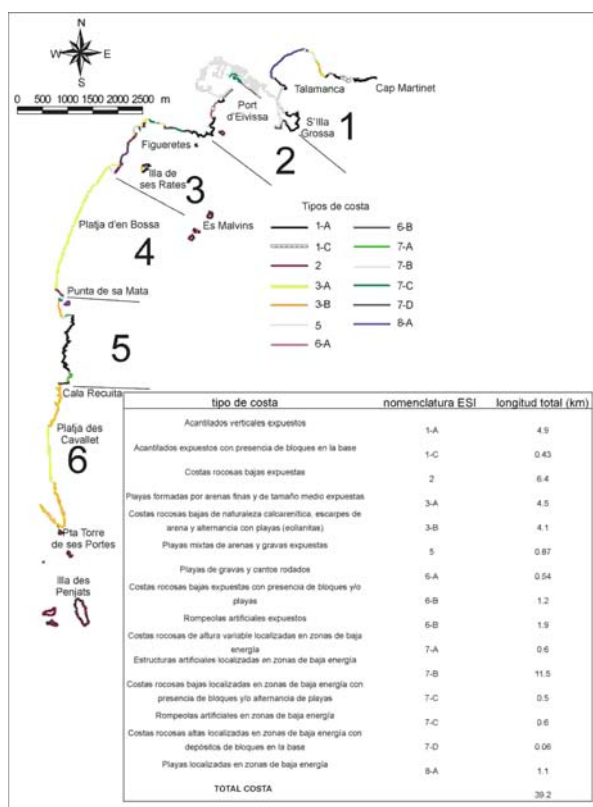 N
W E
S
0 500 1000 1500 2000 2500 m
Talamanca
Cap Martinet
Port
d'Eivissa
S'Illa
Grossa
1
2
Figueretes
Illa de
ses Rates
3
Es Malvins
Platja d'en Bossa
4
Punta de sa Mata
5
Cala Recuita
Platja des
Cavallet
6
Pta Torre
de ses Portes
Illa des
Penjats
Tipos de costa
1-A
1-C
2
3-A
3-B
5
6-A
6-B
7-A
7-B
7-C
7-D
8-A
tipo de costa nomenclatura ESI longitud total (km)
Acantilados verticales expuestos 1-A 4.9
Acantilados expuestos con presencia de bloques en la base 1-C 0.43
Costas rocosas bajas expuestas 2 6.4
Playas formadas por arenas finas y de tamaño medio expuestas 3-A 4.5
Costas rocosas bajas de naturaleza calcarenítica, escarpes de
arena y alternancia con playas (eolianitas) 3-B 4.1
Playas mixtas de arenas y gravas expuestas 5 0.87
Playas de gravas y cantos rodados 6-A 0.54
Costas rocosas bajas expuestas con presencia de bloques y/o
playas 6-B 1.2
Rompeolas artificiales expuestos 6-B 1.9
Costas rocosas de altura variable localizadas en zonas de baja
energía 7-A 0.6
Estructuras artificiales localizadas en zonas de baja energía 7-B 11.5
Costas rocosas bajas localizadas en zonas de baja energía con
presencia de bloques y/o alternancia de playas 7-C 0.5
Rompeolas artificiales en zonas de baja energía 7-C 0.6
Costas rocosas altas localizadas en zonas de baja energía con
depósitos de bloques en la base 7-D 0.06
Playas localizadas en zonas de baja energía 8-A 1.1
TOTAL COSTA 39.2